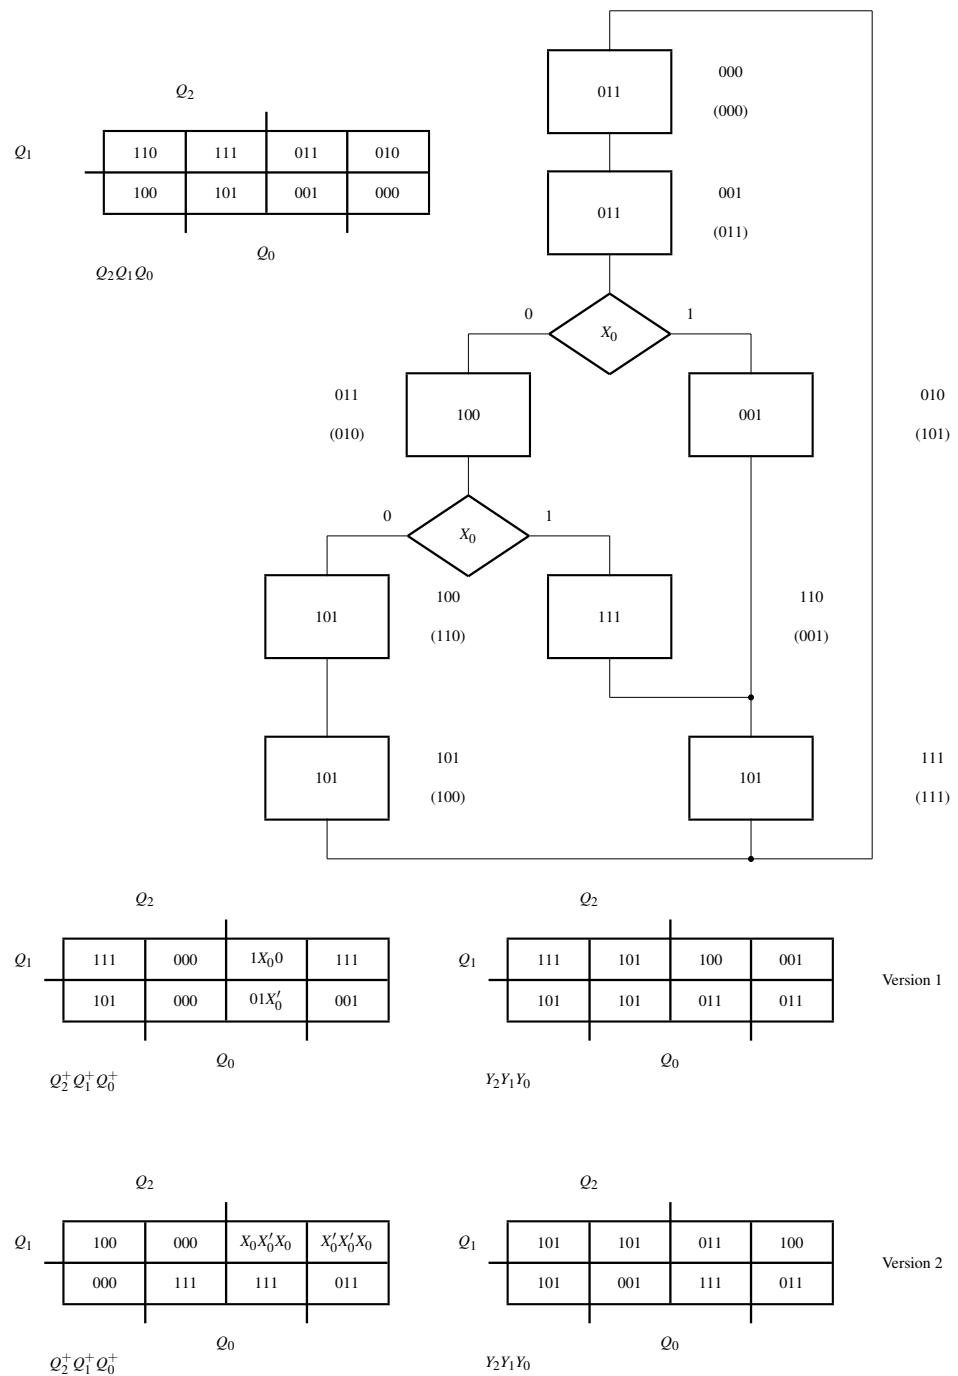 Q₂
Q₁
110 111 011 010
100 101 001 000
Q₀
Q₂Q₁Q₀
011
000
(000)
011
001
(011)
0 X₀ 1
011
(010)
100
001
010
(101)
0 X₀ 1
101
100
(110)
111
110
(001)
101
101
(100)
101
111
(111)
Q₂
Q₁
111 000 1X₀0 111
101 000 01X₀′ 001
Q₀
Q₂⁺Q₁⁺Q₀⁺
Q₂
Q₁
111 101 100 001
101 101 011 011
Q₀
Y₂Y₁Y₀
Version 1
Q₂
Q₁
100 000 X₀X₀′X₀ X₀′X₀′X₀
000 111 111 011
Q₀
Q₂⁺Q₁⁺Q₀⁺
Q₂
Q₁
101 101 011 100
101 001 111 011
Q₀
Y₂Y₁Y₀
Version 2